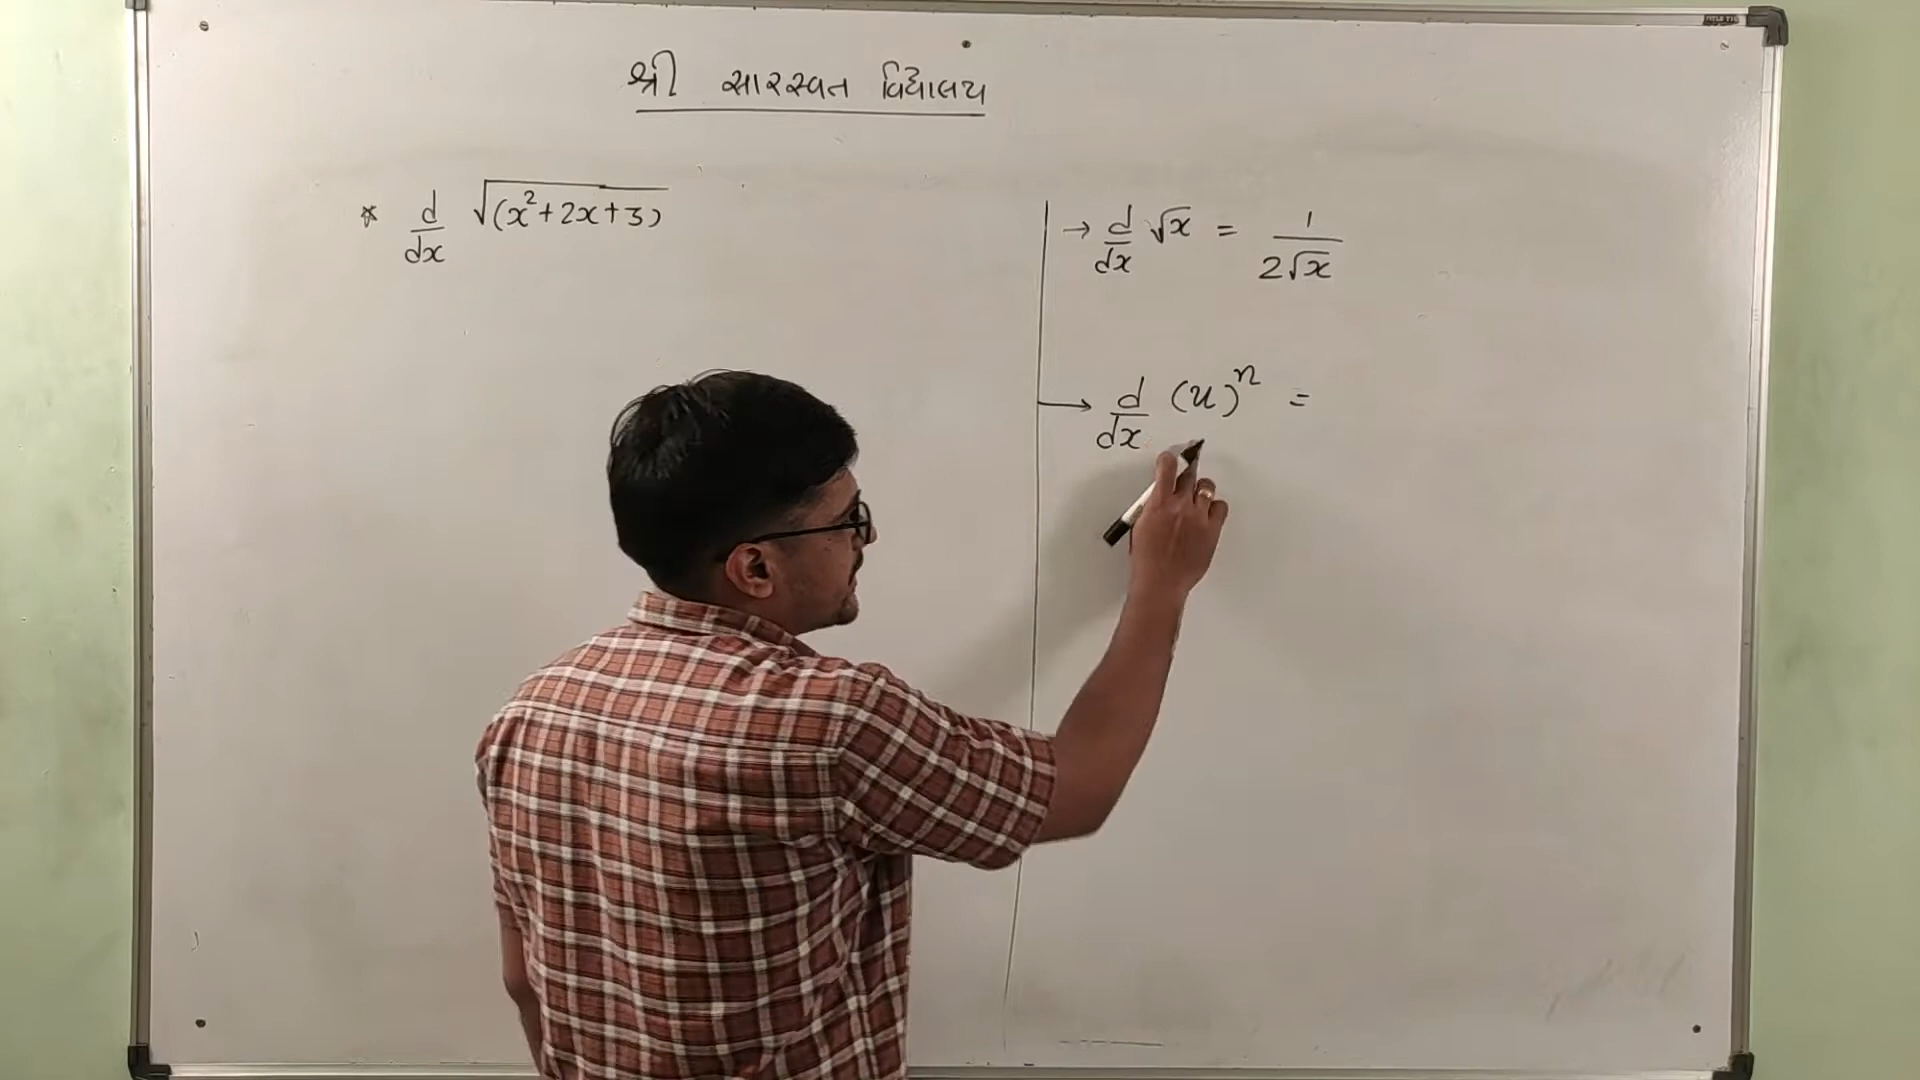 શ્રી સારસ્વત વિદ્યાલય
* d/dx √(x²+2x+3)
→ d/dx √x = 1/(2√x)
→ d/dx (u)ⁿ =